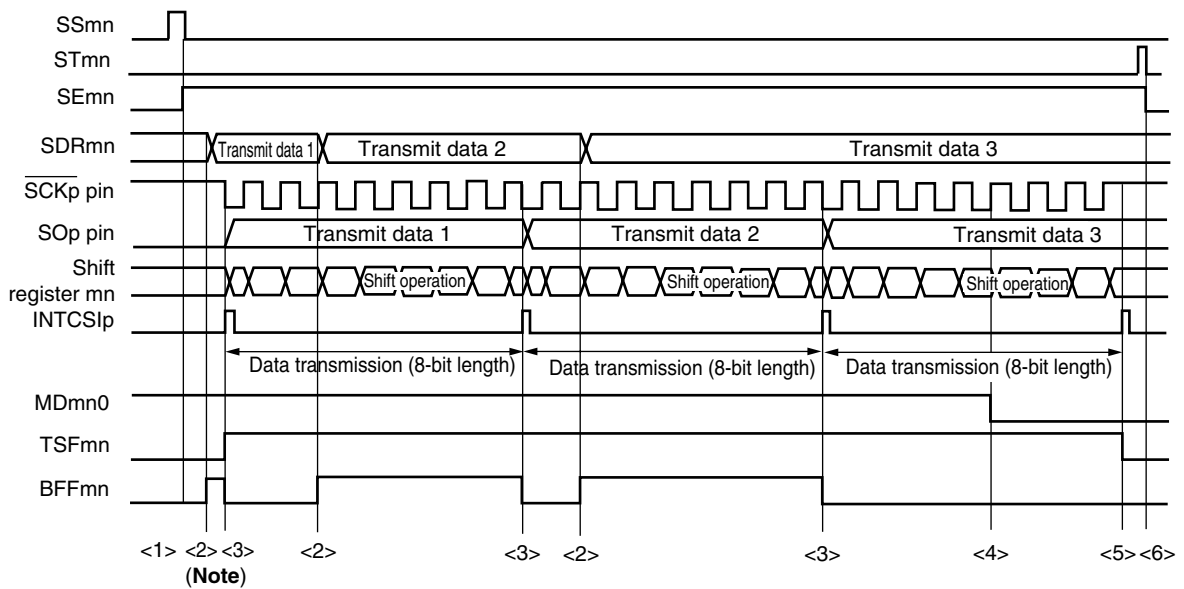 SSmn
STmn
SEmn
SDRmn Transmit data 1 Transmit data 2 Transmit data 3
SCKp pin
SOp pin Transmit data 1 Transmit data 2 Transmit data 3
Shift
register mn Shift operation Shift operation Shift operation
INTCSIp
Data transmission (8-bit length) Data transmission (8-bit length) Data transmission (8-bit length)
MDmn0
TSFmn
BFFmn
<1> <2> <3> <2> <3> <2> <3> <4> <5> <6>
(Note)